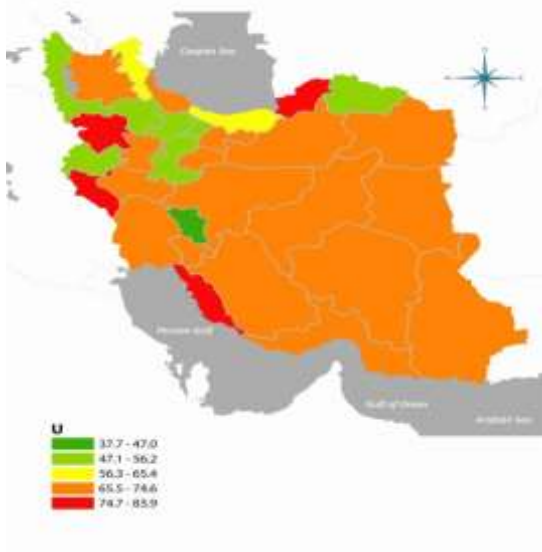 Caspian Sea
Persian Gulf
Gulf of Oman
Arabian Sea
U
37.7 - 47.0
47.1 - 56.2
56.3 - 65.4
65.5 - 74.6
74.7 - 83.9